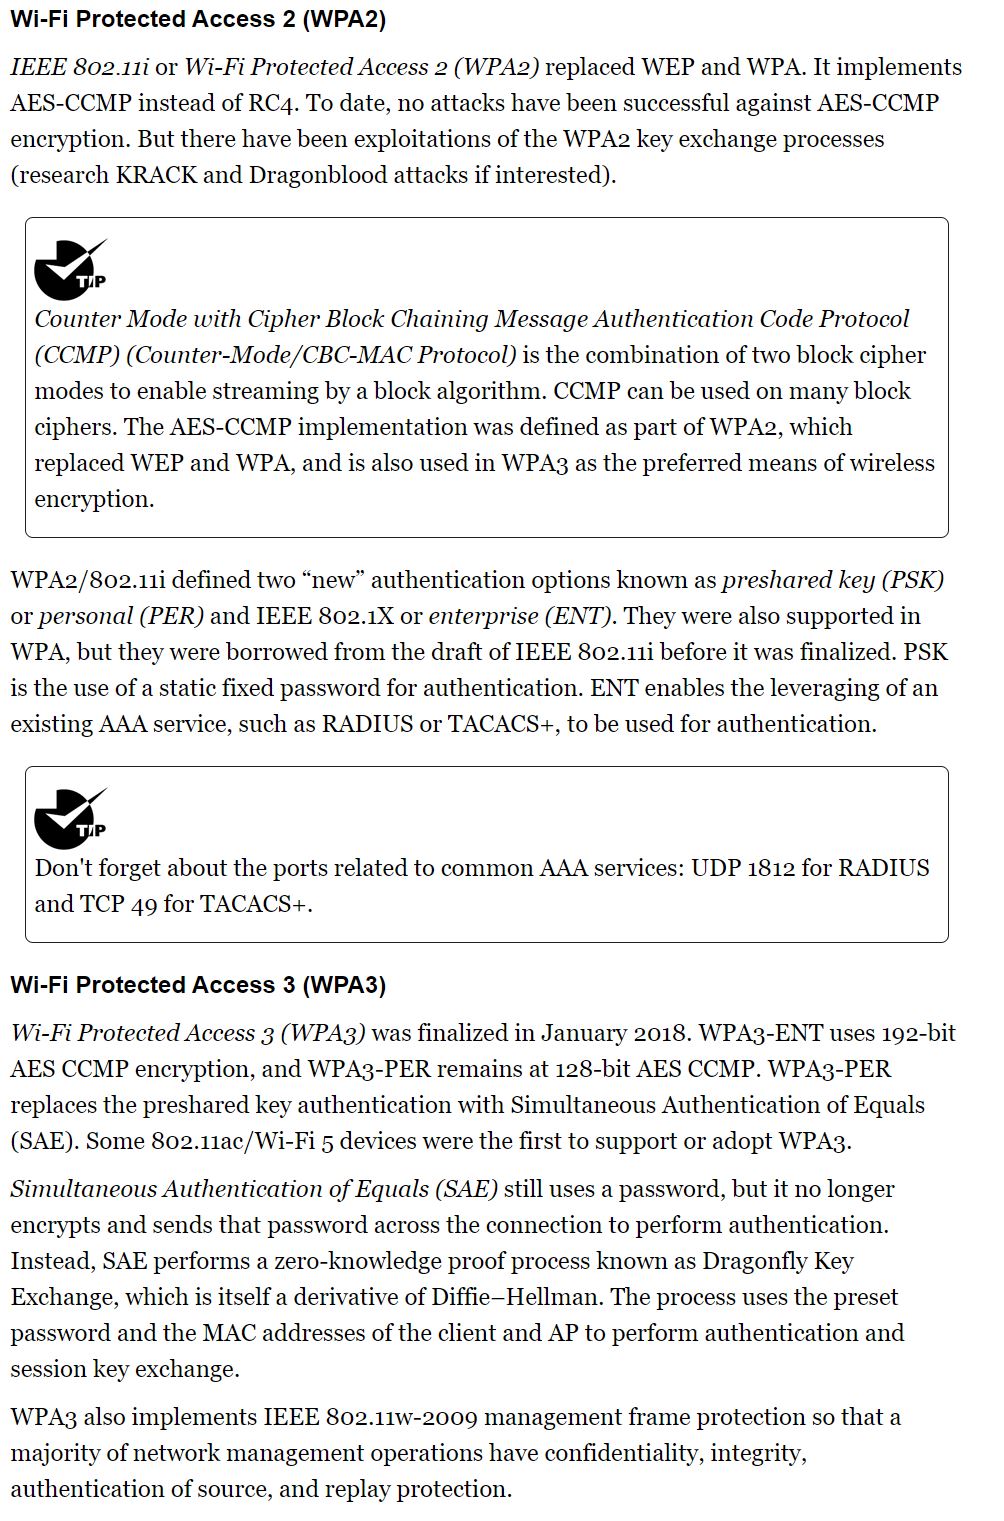 Wi-Fi Protected Access 2 (WPA2)
IEEE 802.11i or Wi-Fi Protected Access 2 (WPA2) replaced WEP and WPA. It implements
AES-CCMP instead of RC4. To date, no attacks have been successful against AES-CCMP
encryption. But there have been exploitations of the WPA2 key exchange processes
(research KRACK and Dragonblood attacks if interested).
TIP
Counter Mode with Cipher Block Chaining Message Authentication Code Protocol
(CCMP) (Counter-Mode/CBC-MAC Protocol) is the combination of two block cipher
modes to enable streaming by a block algorithm. CCMP can be used on many block
ciphers. The AES-CCMP implementation was defined as part of WPA2, which
replaced WEP and WPA, and is also used in WPA3 as the preferred means of wireless
encryption.
WPA2/802.11i defined two “new” authentication options known as preshared key (PSK)
or personal (PER) and IEEE 802.1X or enterprise (ENT). They were also supported in
WPA, but they were borrowed from the draft of IEEE 802.11i before it was finalized. PSK
is the use of a static fixed password for authentication. ENT enables the leveraging of an
existing AAA service, such as RADIUS or TACACS+, to be used for authentication.
TIP
Don't forget about the ports related to common AAA services: UDP 1812 for RADIUS
and TCP 49 for TACACS+.
Wi-Fi Protected Access 3 (WPA3)
Wi-Fi Protected Access 3 (WPA3) was finalized in January 2018. WPA3-ENT uses 192-bit
AES CCMP encryption, and WPA3-PER remains at 128-bit AES CCMP. WPA3-PER
replaces the preshared key authentication with Simultaneous Authentication of Equals
(SAE). Some 802.11ac/Wi-Fi 5 devices were the first to support or adopt WPA3.
Simultaneous Authentication of Equals (SAE) still uses a password, but it no longer
encrypts and sends that password across the connection to perform authentication.
Instead, SAE performs a zero-knowledge proof process known as Dragonfly Key
Exchange, which is itself a derivative of Diffie–Hellman. The process uses the preset
password and the MAC addresses of the client and AP to perform authentication and
session key exchange.
WPA3 also implements IEEE 802.11w-2009 management frame protection so that a
majority of network management operations have confidentiality, integrity,
authentication of source, and replay protection.